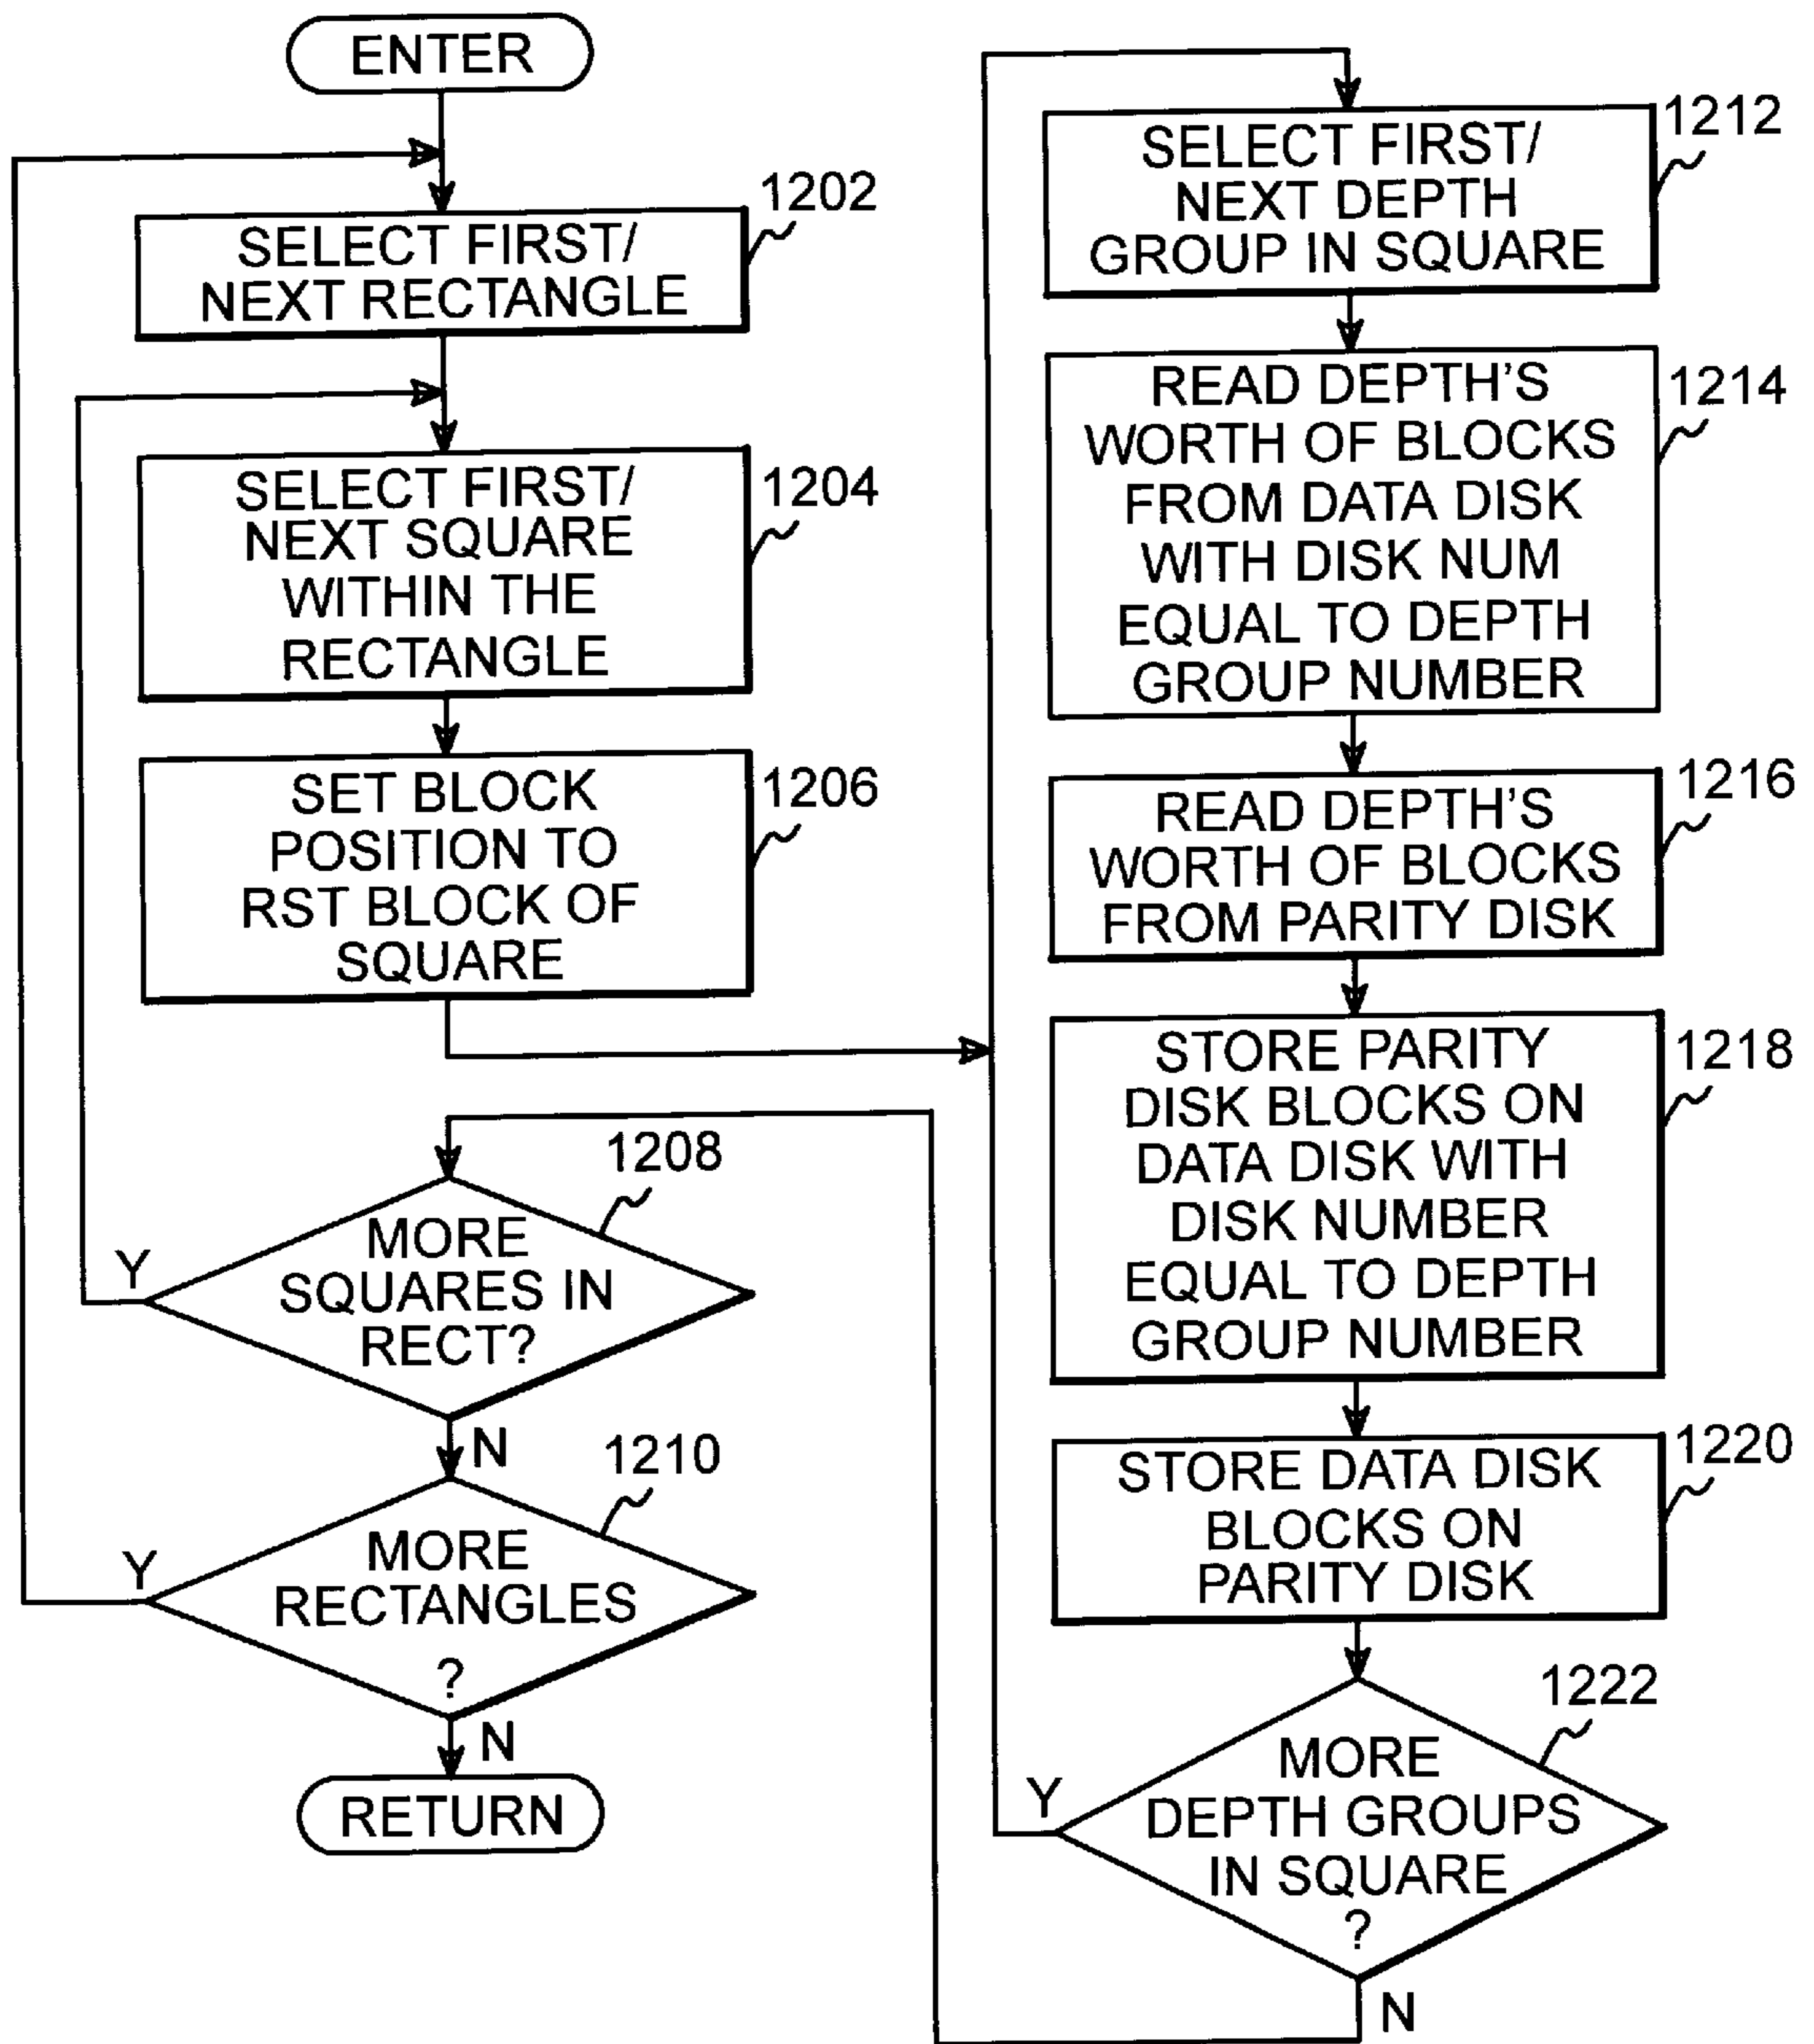 ENTER
1202
SELECT FIRST/
NEXT RECTANGLE
1204
SELECT FIRST/
NEXT SQUARE
WITHIN THE
RECTANGLE
1206
SET BLOCK
POSITION TO
RST BLOCK OF
SQUARE
1208
MORE
SQUARES IN
RECT?
Y
N
1210
MORE
RECTANGLES
?
Y
N
RETURN
1212
SELECT FIRST/
NEXT DEPTH
GROUP IN SQUARE
1214
READ DEPTH'S
WORTH OF BLOCKS
FROM DATA DISK
WITH DISK NUM
EQUAL TO DEPTH
GROUP NUMBER
1216
READ DEPTH'S
WORTH OF BLOCKS
FROM PARITY DISK
1218
STORE PARITY
DISK BLOCKS ON
DATA DISK WITH
DISK NUMBER
EQUAL TO DEPTH
GROUP NUMBER
1220
STORE DATA DISK
BLOCKS ON
PARITY DISK
1222
MORE
DEPTH GROUPS
IN SQUARE
?
Y
N